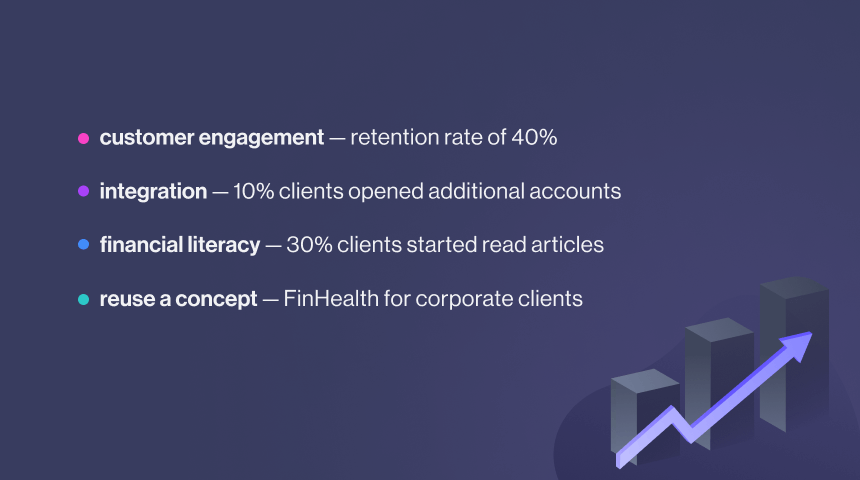 customer engagement — retention rate of 40%
integration — 10% clients opened additional accounts
financial literacy — 30% clients started read articles
reuse a concept — FinHealth for corporate clients